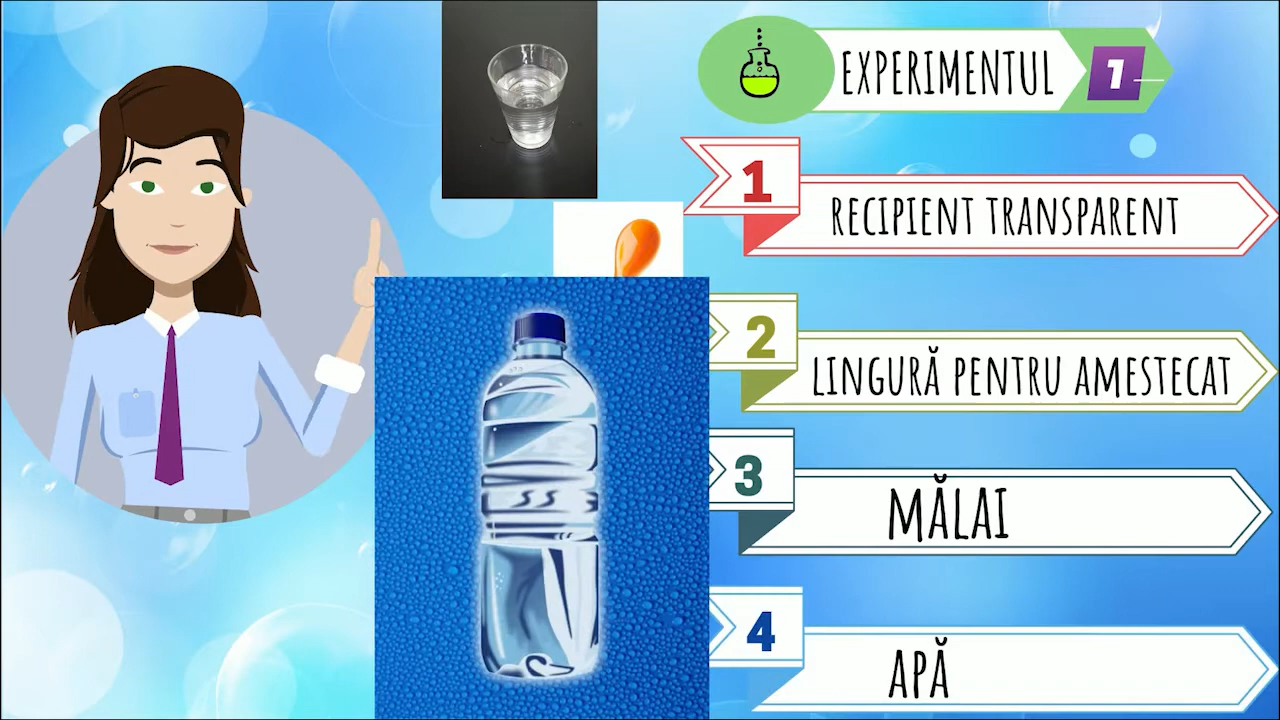 EXPERIMENTUL 1
1
RECIPIENT TRANSPARENT
2
LINGURĂ PENTRU AMESTECAT
3
MĂLAI
4
APĂ